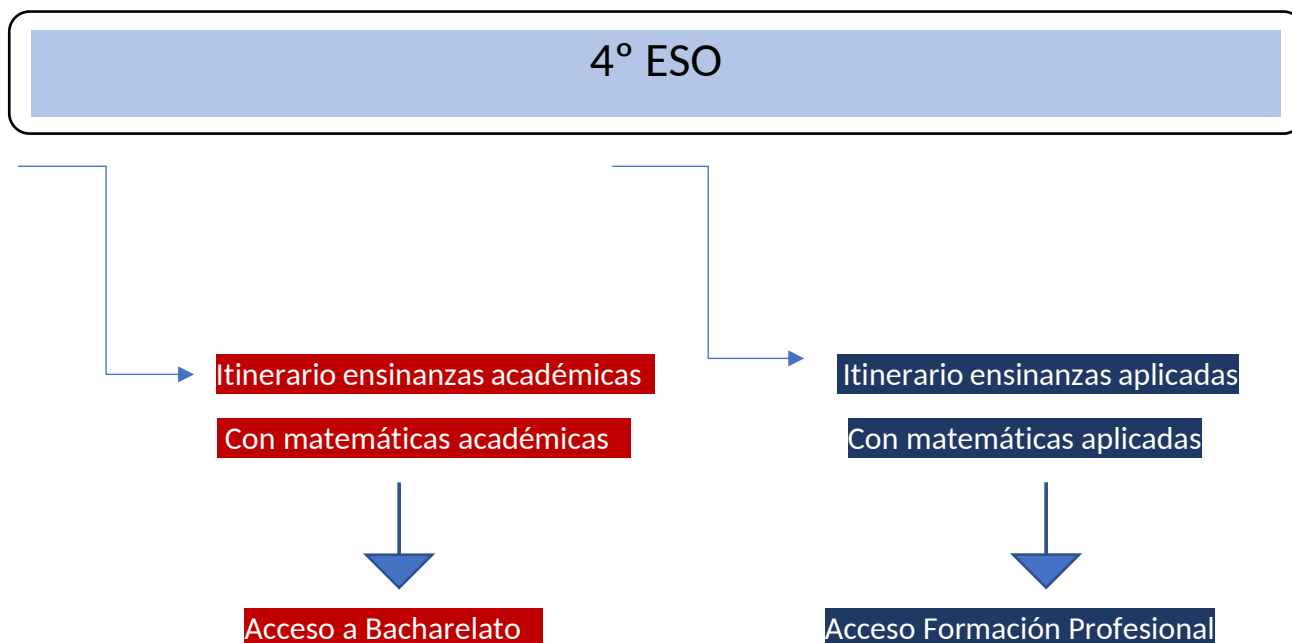 4º ESO
Itinerario ensinanzas académicas
Itinerario ensinanzas aplicadas
Con matemáticas académicas
Con matemáticas aplicadas
Acceso a Bacharelato
Acceso Formación Profesional